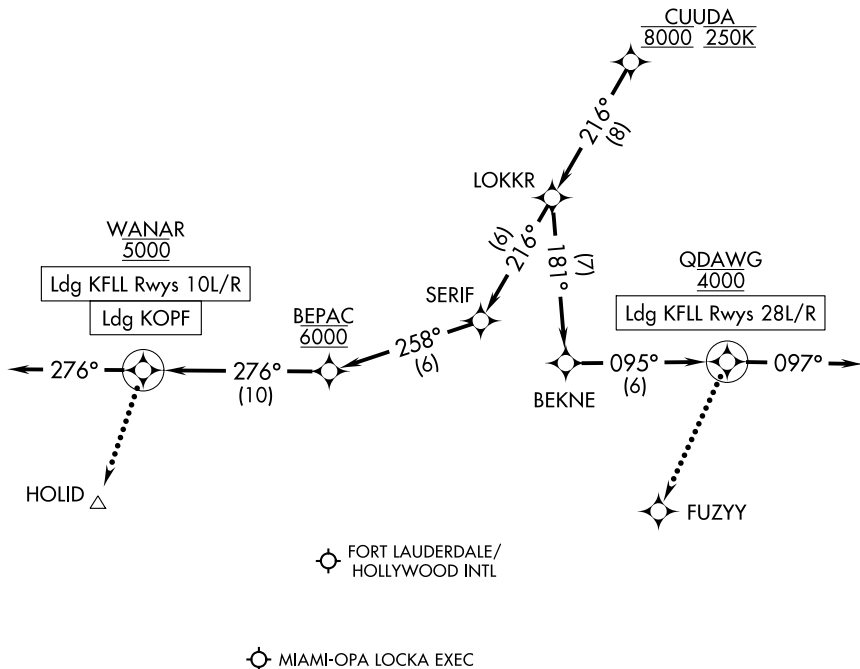 CUUDA
8000 250K
216°
(8)
LOKKR
(6)
216°
181°
(7)
WANAR
5000
Ldg KFLL Rwys 10L/R
Ldg KOPF
QDAWG
4000
Ldg KFLL Rwys 28L/R
SERIF
BEPAC
6000
258°
(6)
276°
276°
(10)
095°
(6)
097°
BEKNE
HOLID
FUZYY
FORT LAUDERDALE/
HOLLYWOOD INTL
MIAMI-OPA LOCKA EXEC